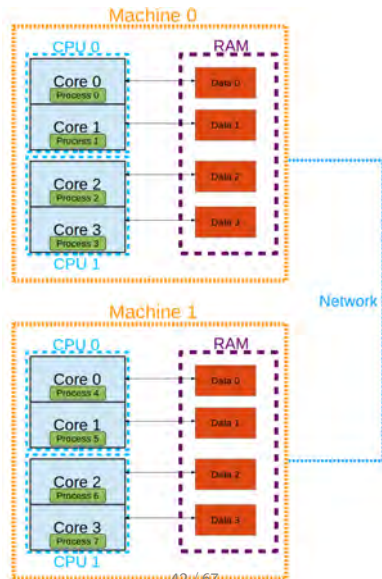 Machine 0
CPU 0
RAM
Core 0
Process 0
Data 0
Core 1
Process 1
Data 1
Core 2
Process 2
Data 2
Core 3
Process 3
Data 3
CPU 1
Network
Machine 1
CPU 0
RAM
Core 0
Process 4
Data 0
Core 1
Process 5
Data 1
Core 2
Process 6
Data 2
Core 3
Process 7
Data 3
CPU 1
42 / 67